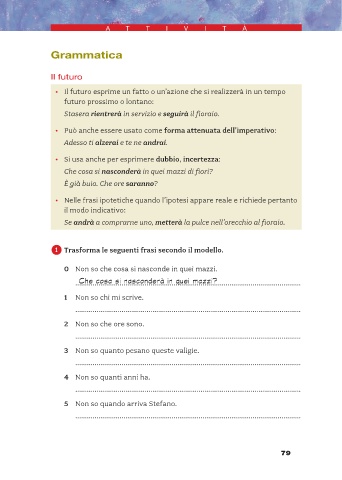 ATTIVITÀ
Grammatica
Il futuro
• Il futuro esprime un fatto o un'azione che si realizzerà in un tempo
futuro prossimo o lontano:
Stasera rientrerà in servizio e seguirà il fioraio.
• Può anche essere usato come forma attenuata dell'imperativo:
Adesso ti alzerai e te ne andrai.
• Si usa anche per esprimere dubbio, incertezza:
Che cosa si nasconderà in quei mazzi di fiori?
È già buio. Che ore saranno?
• Nelle frasi ipotetiche quando l'ipotesi appare reale e richiede pertanto
il modo indicativo:
Se andrà a comprarne uno, metterà la pulce nell'orecchio al fioraio.
1 Trasforma le seguenti frasi secondo il modello.
0 Non so che cosa si nasconde in quei mazzi.
Che cosa si nasconderà in quei mazzi?
1 Non so chi mi scrive.
2 Non so che ore sono.
3 Non so quanto pesano queste valigie.
4 Non so quanti anni ha.
5 Non so quando arriva Stefano.
79